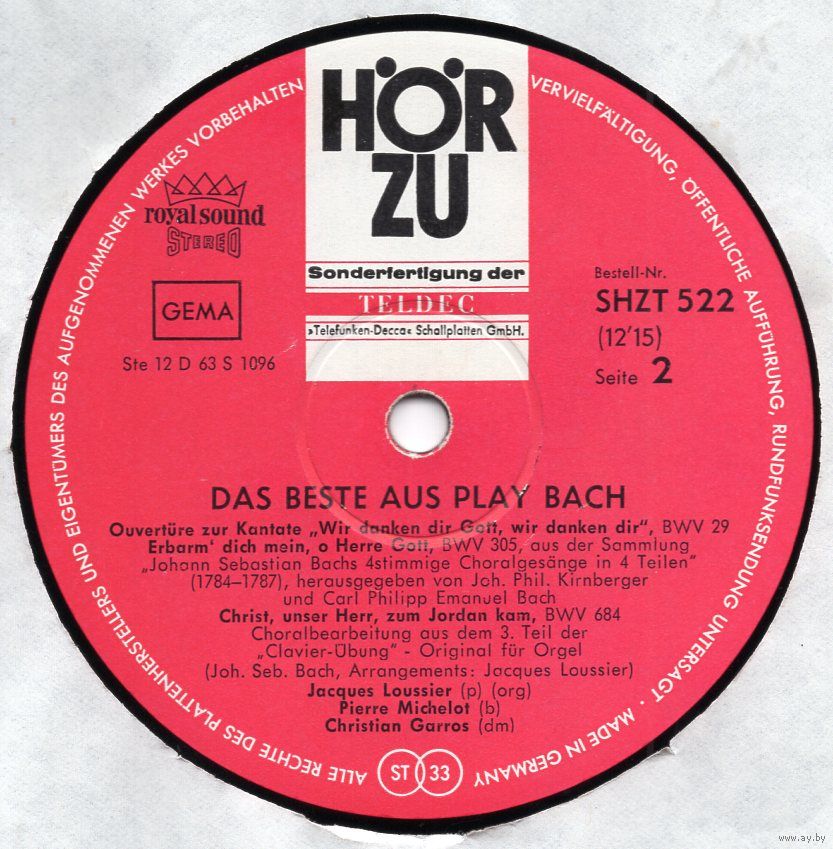 HÖR
ZU
Sonderfertigung der
TELDEC
»Telefunken-Decca« Schallplatten GmbH.
royal sound
STEREO
GEMA
Ste 12 D 63 S 1096
Bestell-Nr.
SHZT 522
(12'15)
Seite 2
DAS BESTE AUS PLAY BACH
Ouvertüre zur Kantate „Wir danken dir Gott, wir danken dir“, BWV 29
Erbarm' dich mein, o Herre Gott, BWV 305, aus der Sammlung
„Johann Sebastian Bachs 4stimmige Choralgesänge in 4 Teilen“
(1784–1787), herausgegeben von Joh. Phil. Kirnberger
und Carl Philipp Emanuel Bach
Christ, unser Herr, zum Jordan kam, BWV 684
Choralbearbeitung aus dem 3. Teil der
„Clavier-Übung“ - Original für Orgel
(Joh. Seb. Bach, Arrangements: Jacques Loussier)
Jacques Loussier (p) (org)
Pierre Michelot (b)
Christian Garros (dm)
ST 33
ALLE RECHTE DES PLATTENHERSTELLERS UND EIGENTÜMERS DES AUFGENOMMENEN WERKES VORBEHALTEN
VERVIELFÄLTIGUNG, ÖFFENTLICHE AUFFÜHRUNG, RUNDFUNKSENDUNG UNTERSAGT · MADE IN GERMANY
www.ay.by